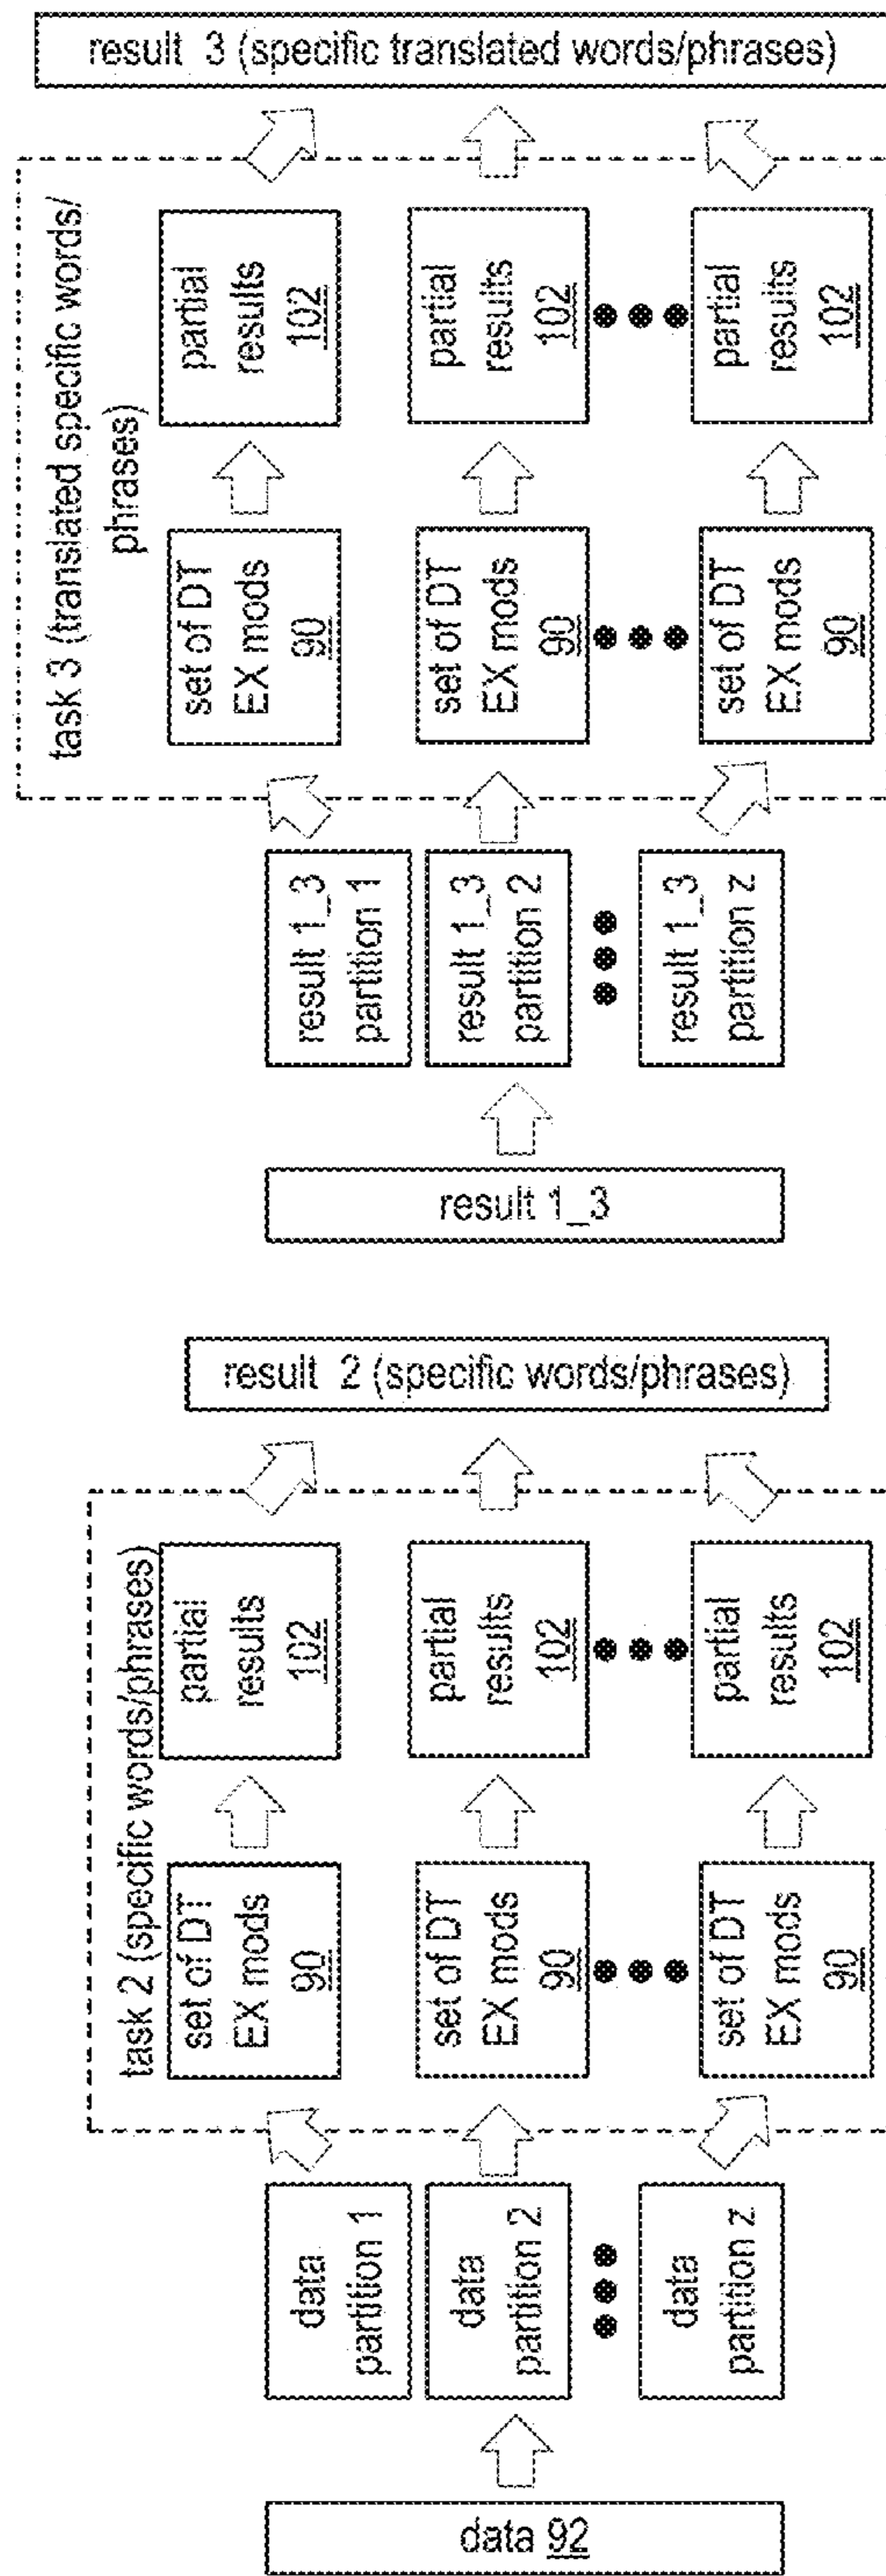 data 92
data
partition 1
data
partition 2
data
partition z
task 2 (specific words/phrases)
set of DT
EX mods
90
set of DT
EX mods
90
set of DT
EX mods
90
partial
results
102
partial
results
102
partial
results
102
result 2 (specific words/phrases)
result 1_3
result 1_3
partition 1
result 1_3
partition 2
result 1_3
partition z
task 3 (translated specific words/
phrases)
set of DT
EX mods
90
set of DT
EX mods
90
set of DT
EX mods
90
partial
results
102
partial
results
102
partial
results
102
result 3 (specific translated words/phrases)